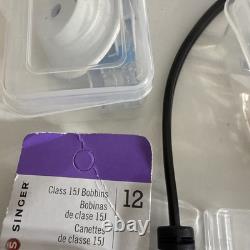 Class 15J Bobbins
Bobinas
de clase 15J
Canettes
de classe 15J
12
S SINGER